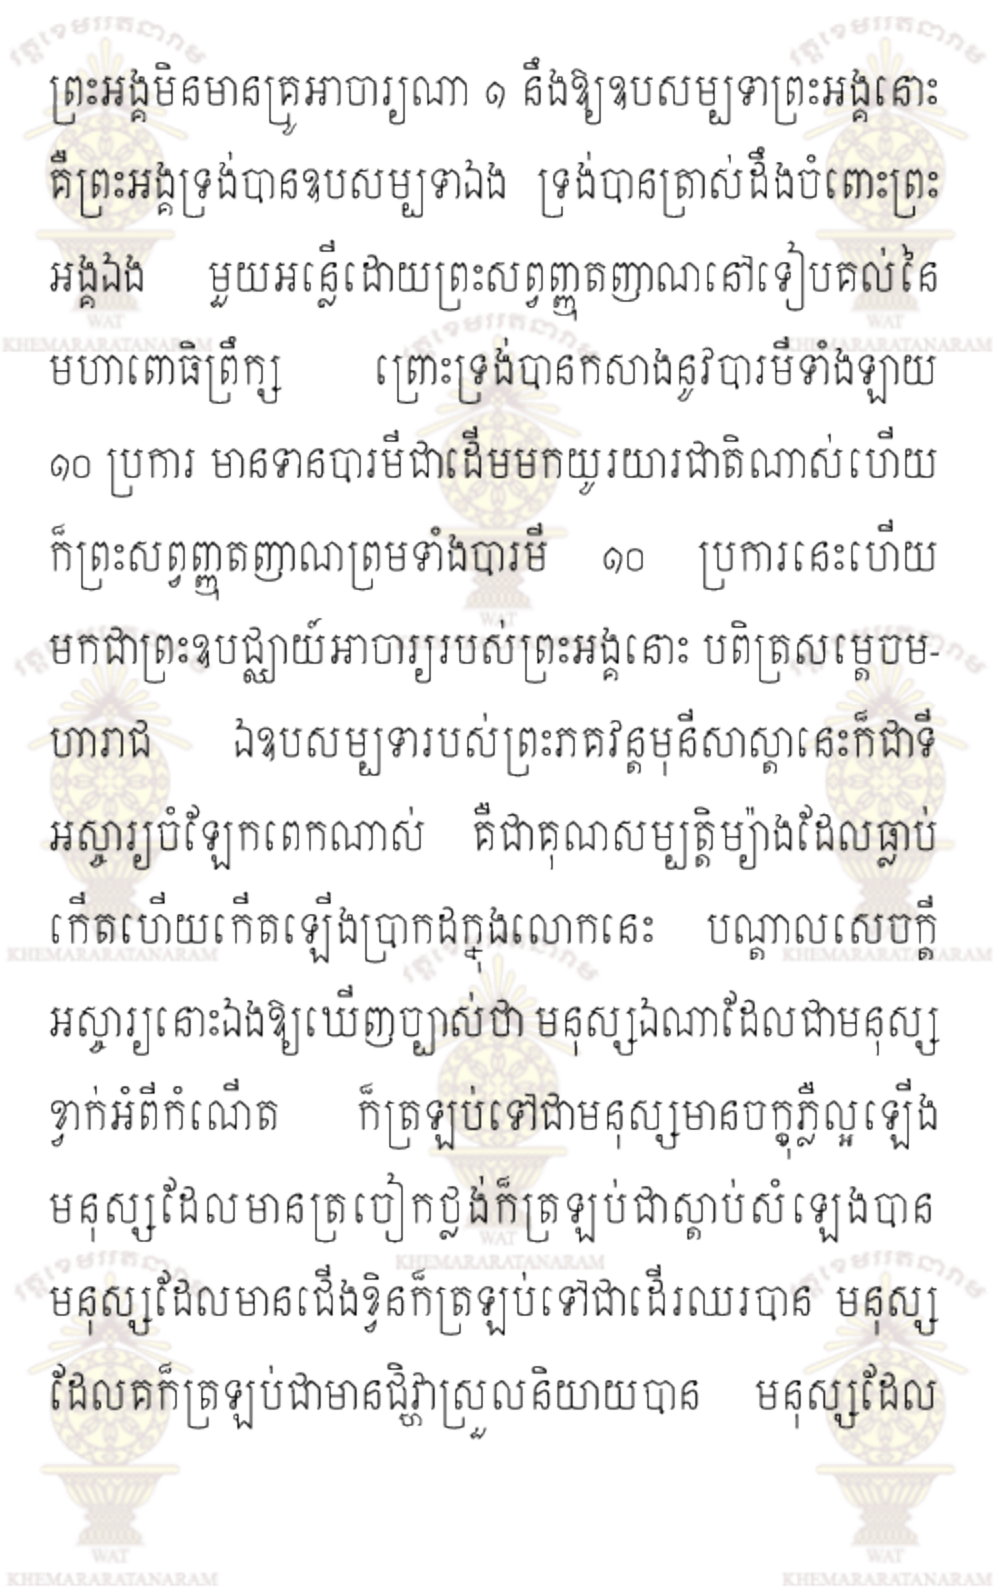 ព្រះអង្គមិនមានគ្រូអាចារ្យណា ១ នឹងឱ្យឧបសម្បទាព្រះអង្គនោះ
គឺព្រះអង្គទ្រង់បានឧបសម្បទាឯង ទ្រង់បានត្រាស់ដឹងចំពោះព្រះ
អង្គឯង មួយអន្លើដោយព្រះសព្វញ្ញុតញាណនៅទៀបគល់នៃ
មហាពោធិព្រឹក្ស ព្រោះទ្រង់បានកសាងនូវបារមីទាំងឡាយ
១០ ប្រការ មានទានបារមីជាដើមមកយូរយារជាតិណាស់ហើយ
ក៏ព្រះសព្វញ្ញុតញាណព្រមទាំងបារមី ១០ ប្រការនេះហើយ
មកជាព្រះឧបជ្ឈាយ៍អាចារ្យរបស់ព្រះអង្គនោះ បពិត្រសម្ដេចម-
ហារាជ ឯឧបសម្បទារបស់ព្រះភគវន្តមុនីសាស្តានេះក៏ជាទី
អស្ចារ្យចំឡែកពេកណាស់ គឺជាគុណសម្បត្តិម្យ៉ាងដែលធ្លាប់
កើតហើយកើតឡើងប្រាកដក្នុងលោកនេះ បណ្ដាលសេចក្ដី
អស្ចារ្យនោះឯងឱ្យឃើញច្បាស់ថា មនុស្សឯណាដែលជាមនុស្ស
ខ្វាក់អំពីកំណើត ក៏ត្រឡប់ទៅជាមនុស្សមានចក្ខុភ្លឺល្អឡើង
មនុស្សដែលមានត្រចៀកថ្លង់ក៏ត្រឡប់ជាស្ដាប់សំឡេងបាន
មនុស្សដែលមានជើងខ្វិនក៏ត្រឡប់ទៅជាដើរឈរបាន មនុស្ស
ដែលគក៏ត្រឡប់ជាមានជិវ្ហាស្រួលនិយាយបាន មនុស្សដែល
វត្តខេមររតនារាម
WAT
KHEMARARATANARAM